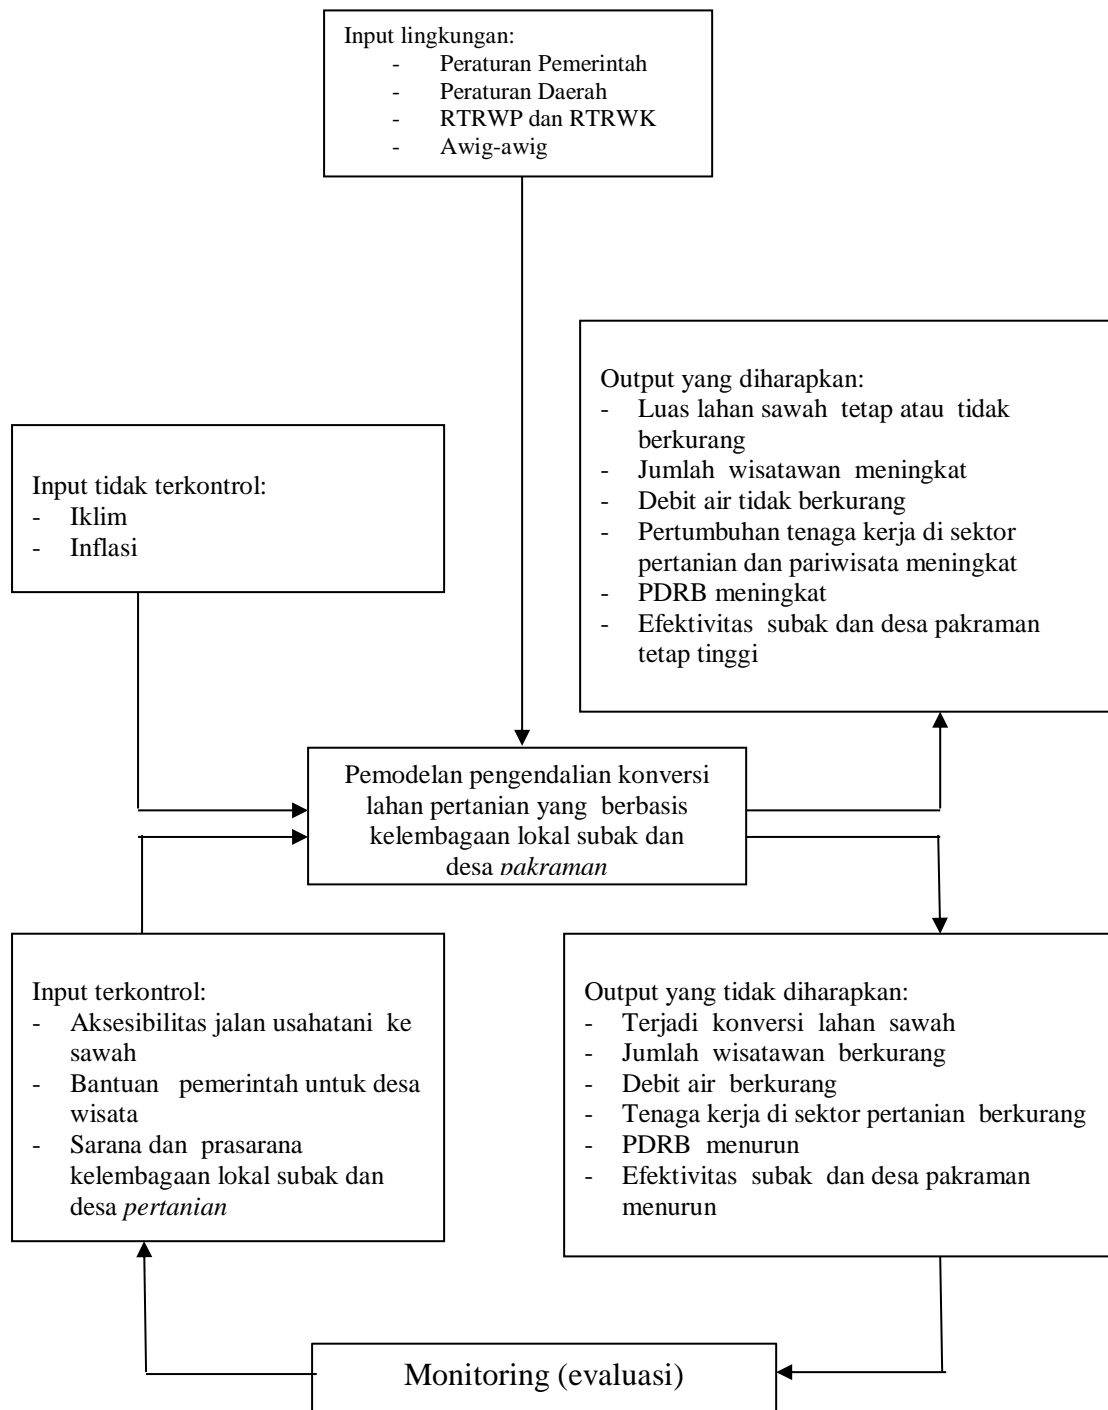 Input lingkungan:
- Peraturan Pemerintah
- Peraturan Daerah
- RTRWP dan RTRWK
- Awig-awig
Output yang diharapkan:
- Luas lahan sawah tetap atau tidak
berkurang
- Jumlah wisatawan meningkat
- Debit air tidak berkurang
- Pertumbuhan tenaga kerja di sektor
pertanian dan pariwisata meningkat
- PDRB meningkat
- Efektivitas subak dan desa pakraman
tetap tinggi
Input tidak terkontrol:
- Iklim
- Inflasi
Pemodelan pengendalian konversi
lahan pertanian yang berbasis
kelembagaan lokal subak dan
desa pakraman
Input terkontrol:
- Aksesibilitas jalan usahatani ke
sawah
- Bantuan pemerintah untuk desa
wisata
- Sarana dan prasarana
kelembagaan lokal subak dan
desa pertanian
Output yang tidak diharapkan:
- Terjadi konversi lahan sawah
- Jumlah wisatawan berkurang
- Debit air berkurang
- Tenaga kerja di sektor pertanian berkurang
- PDRB menurun
- Efektivitas subak dan desa pakraman
menurun
Monitoring (evaluasi)